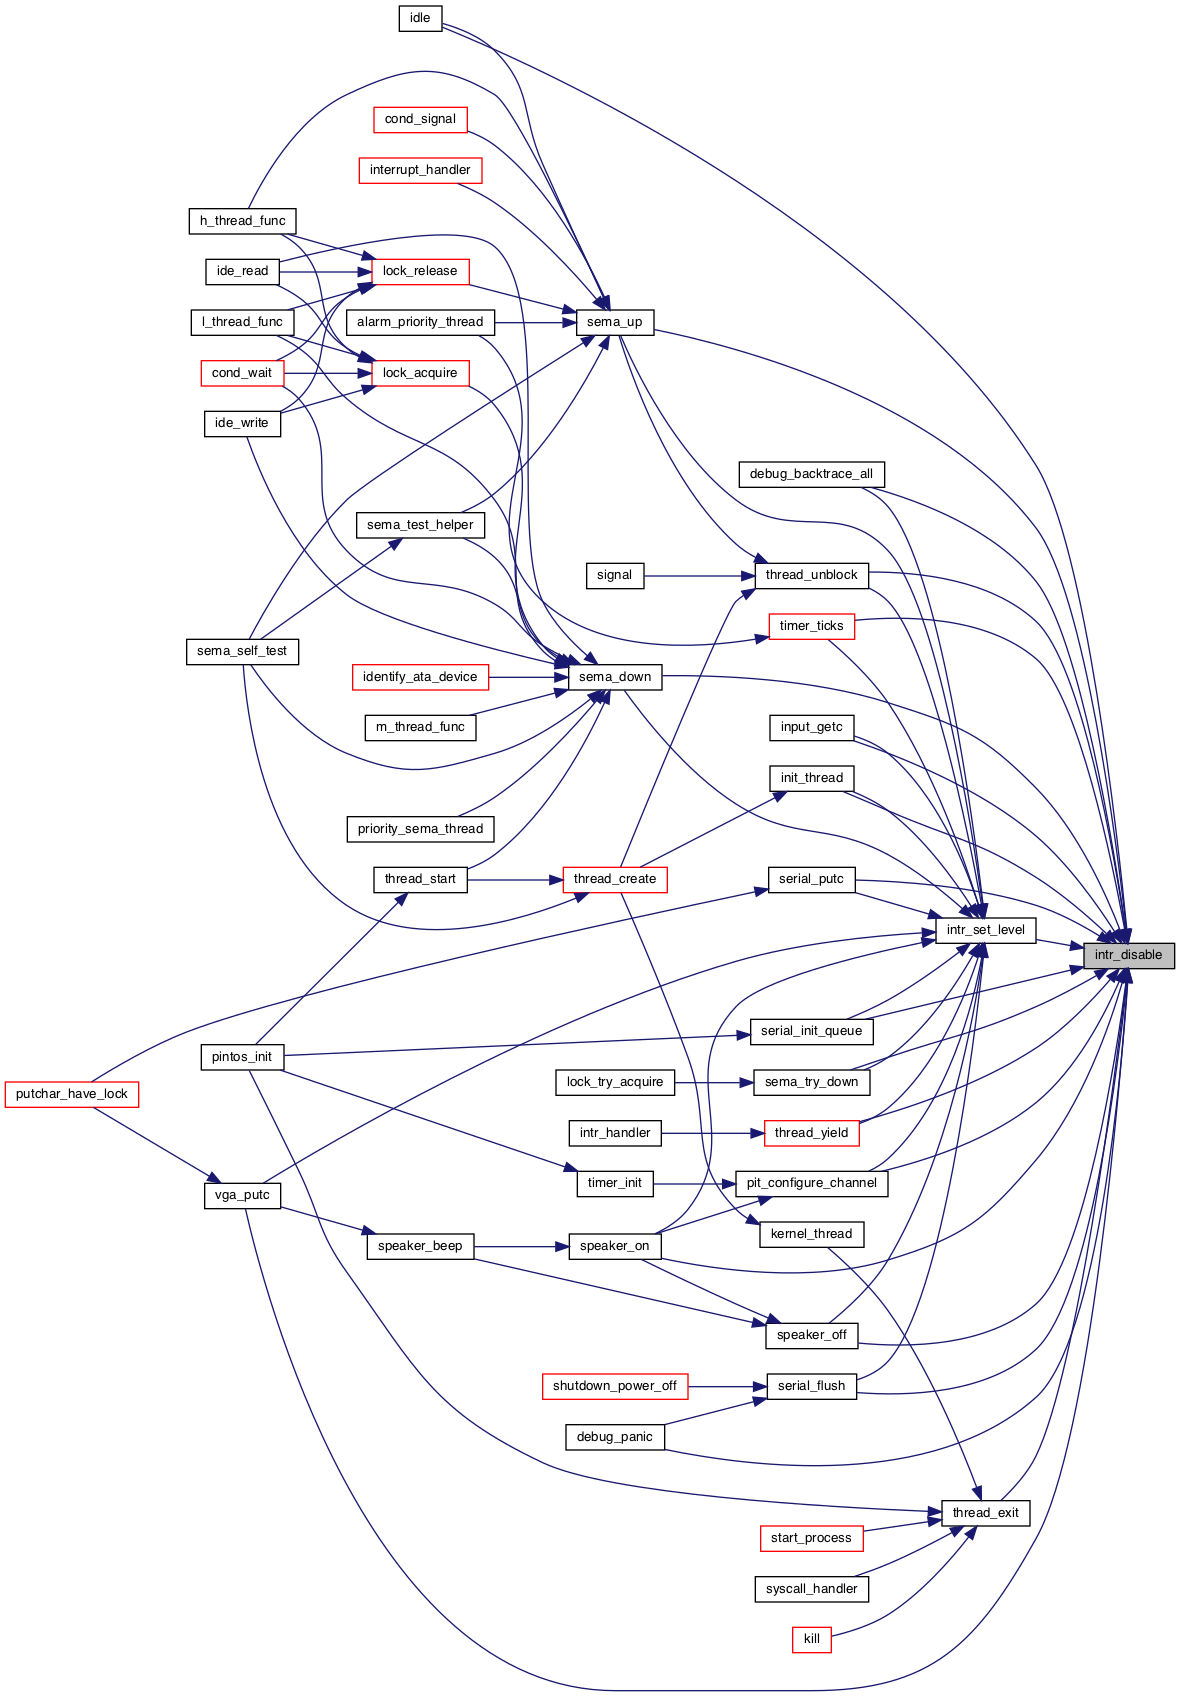 idle
cond_signal
interrupt_handler
h_thread_func
ide_read
lock_release
l_thread_func
alarm_priority_thread
sema_up
cond_wait
lock_acquire
ide_write
debug_backtrace_all
sema_test_helper
signal
thread_unblock
timer_ticks
sema_self_test
identify_ata_device
sema_down
m_thread_func
input_getc
init_thread
priority_sema_thread
thread_start
thread_create
serial_putc
intr_set_level
intr_disable
serial_init_queue
pintos_init
lock_try_acquire
sema_try_down
putchar_have_lock
intr_handler
thread_yield
timer_init
pit_configure_channel
vga_putc
kernel_thread
speaker_beep
speaker_on
speaker_off
shutdown_power_off
serial_flush
debug_panic
thread_exit
start_process
syscall_handler
kill